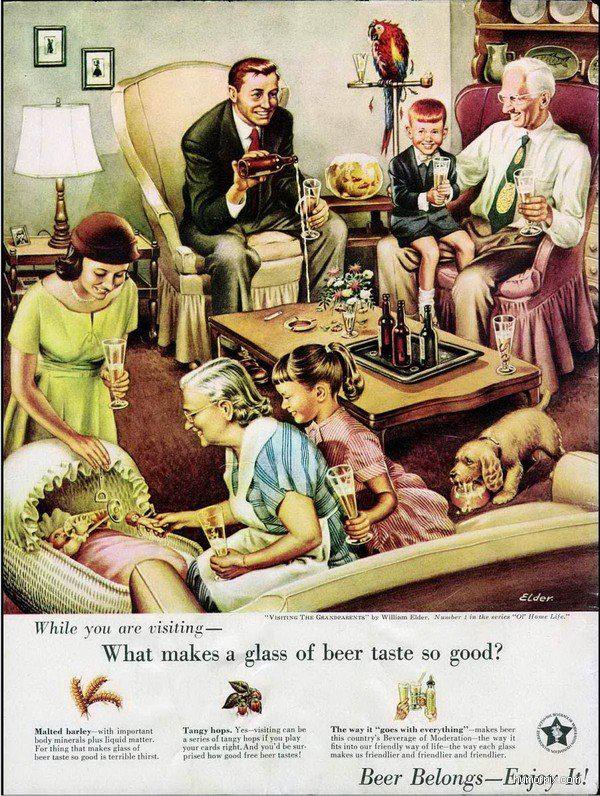 Elder.
"VISITING THE GRANDPARENTS" by William Elder. Number 1 in the series "Ol' Home Life."
While you are visiting—
What makes a glass of beer taste so good?
Malted barley—with important
body minerals plus liquid matter.
For thing that makes glass of
beer taste so good is terrible thirst.
Tangy hops. Yes—visiting can be
a series of tangy hops if you play
your cards right. And you'd be sur-
prised how good free beer tastes!
The way it "goes with everything"—makes beer
this country's Beverage of Moderation—the way it
fits into our friendly way of life—the way each glass
makes us friendlier and friendlier and friendlier.
Beer Belongs—Enjoy It!